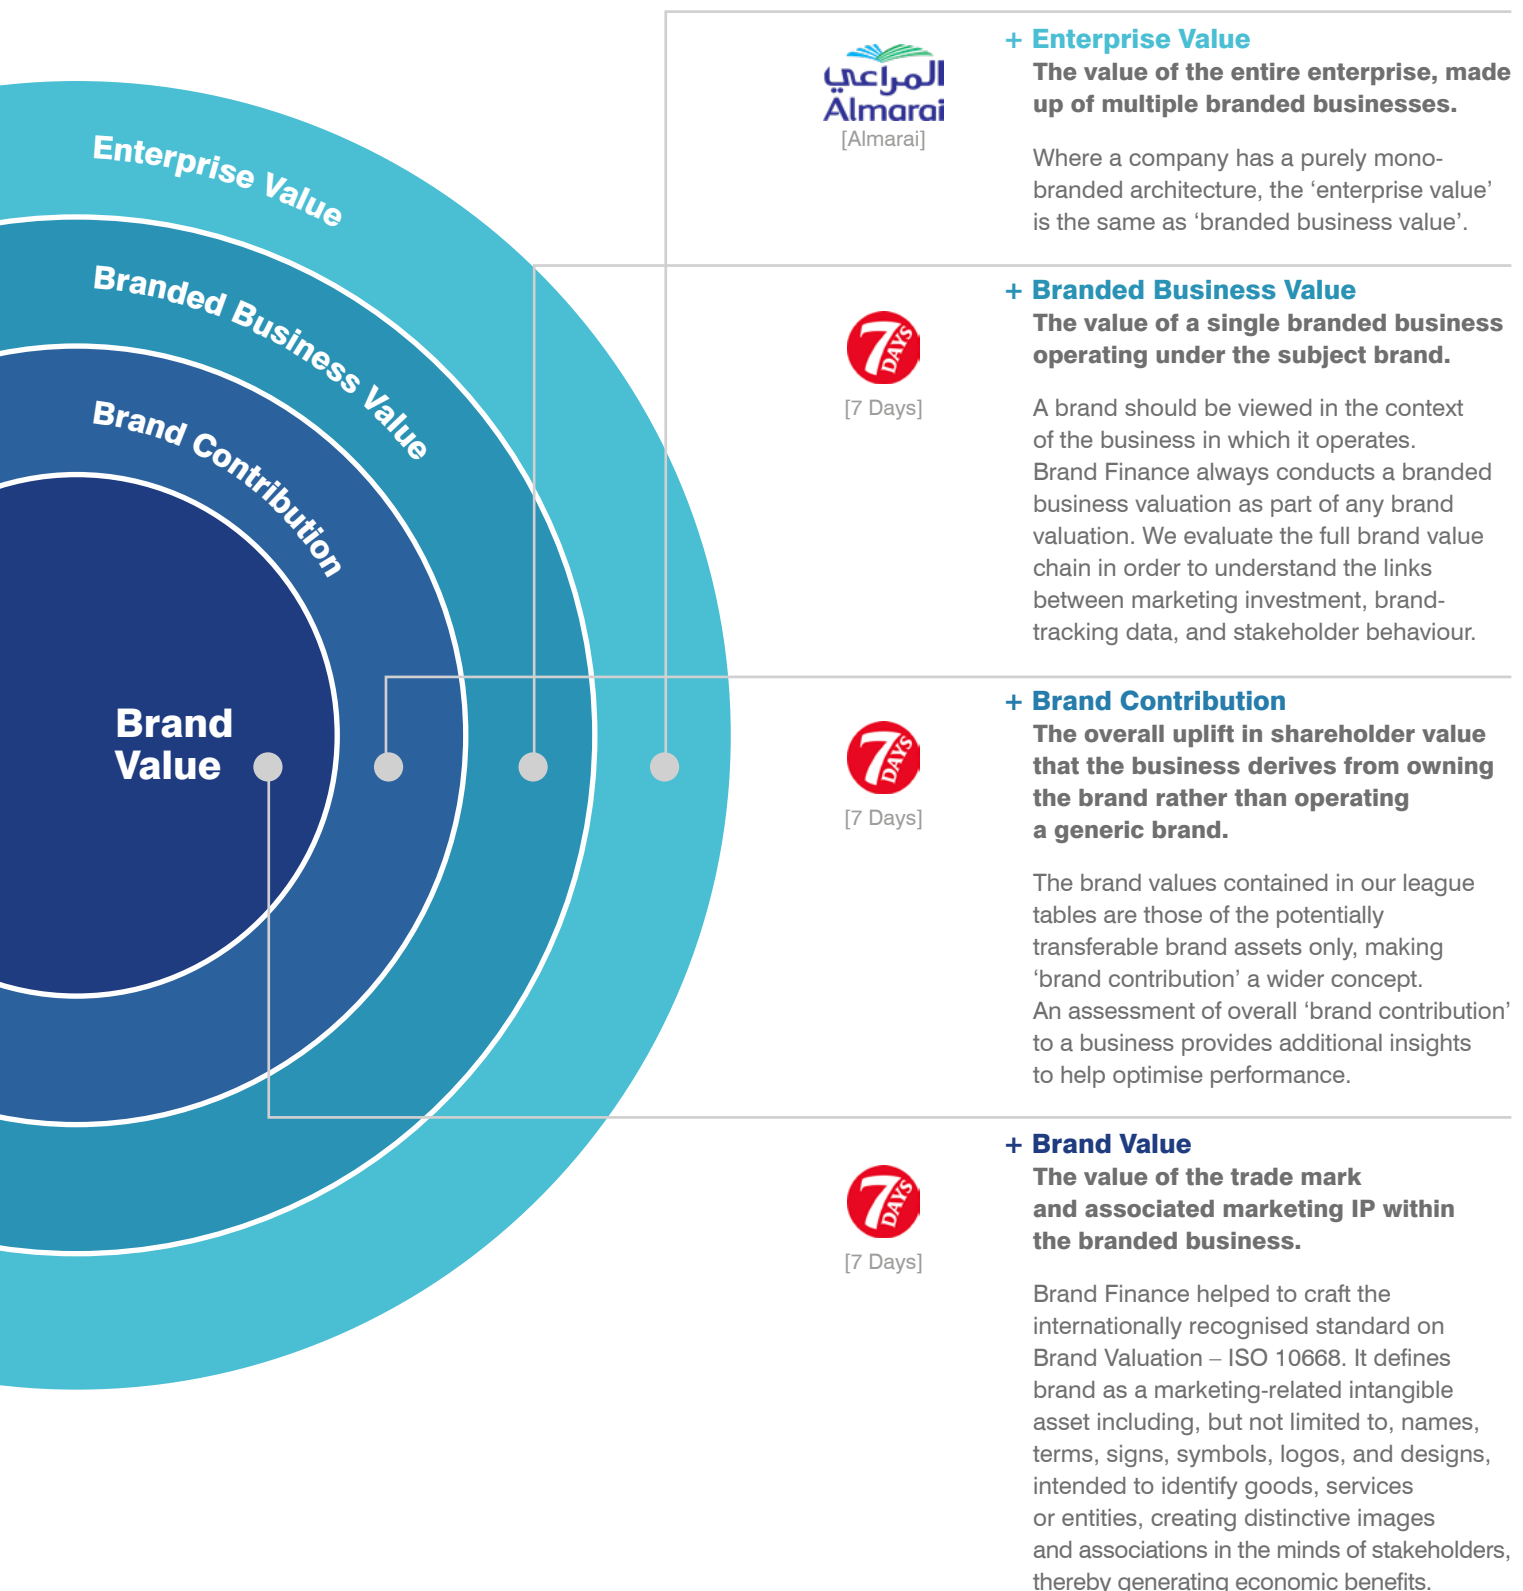 Enterprise Value
Branded Business Value
Brand Contribution
Brand
Value
المراعي
Almarai
[Almarai]
+ Enterprise Value
The value of the entire enterprise, made
up of multiple branded businesses.
Where a company has a purely mono-
branded architecture, the ‘enterprise value’
is the same as ‘branded business value’.
7
DAYS
[7 Days]
+ Branded Business Value
The value of a single branded business
operating under the subject brand.
A brand should be viewed in the context
of the business in which it operates.
Brand Finance always conducts a branded
business valuation as part of any brand
valuation. We evaluate the full brand value
chain in order to understand the links
between marketing investment, brand-
tracking data, and stakeholder behaviour.
7
DAYS
[7 Days]
+ Brand Contribution
The overall uplift in shareholder value
that the business derives from owning
the brand rather than operating
a generic brand.
The brand values contained in our league
tables are those of the potentially
transferable brand assets only, making
‘brand contribution’ a wider concept.
An assessment of overall ‘brand contribution’
to a business provides additional insights
to help optimise performance.
7
DAYS
[7 Days]
+ Brand Value
The value of the trade mark
and associated marketing IP within
the branded business.
Brand Finance helped to craft the
internationally recognised standard on
Brand Valuation – ISO 10668. It defines
brand as a marketing-related intangible
asset including, but not limited to, names,
terms, signs, symbols, logos, and designs,
intended to identify goods, services
or entities, creating distinctive images
and associations in the minds of stakeholders,
thereby generating economic benefits.